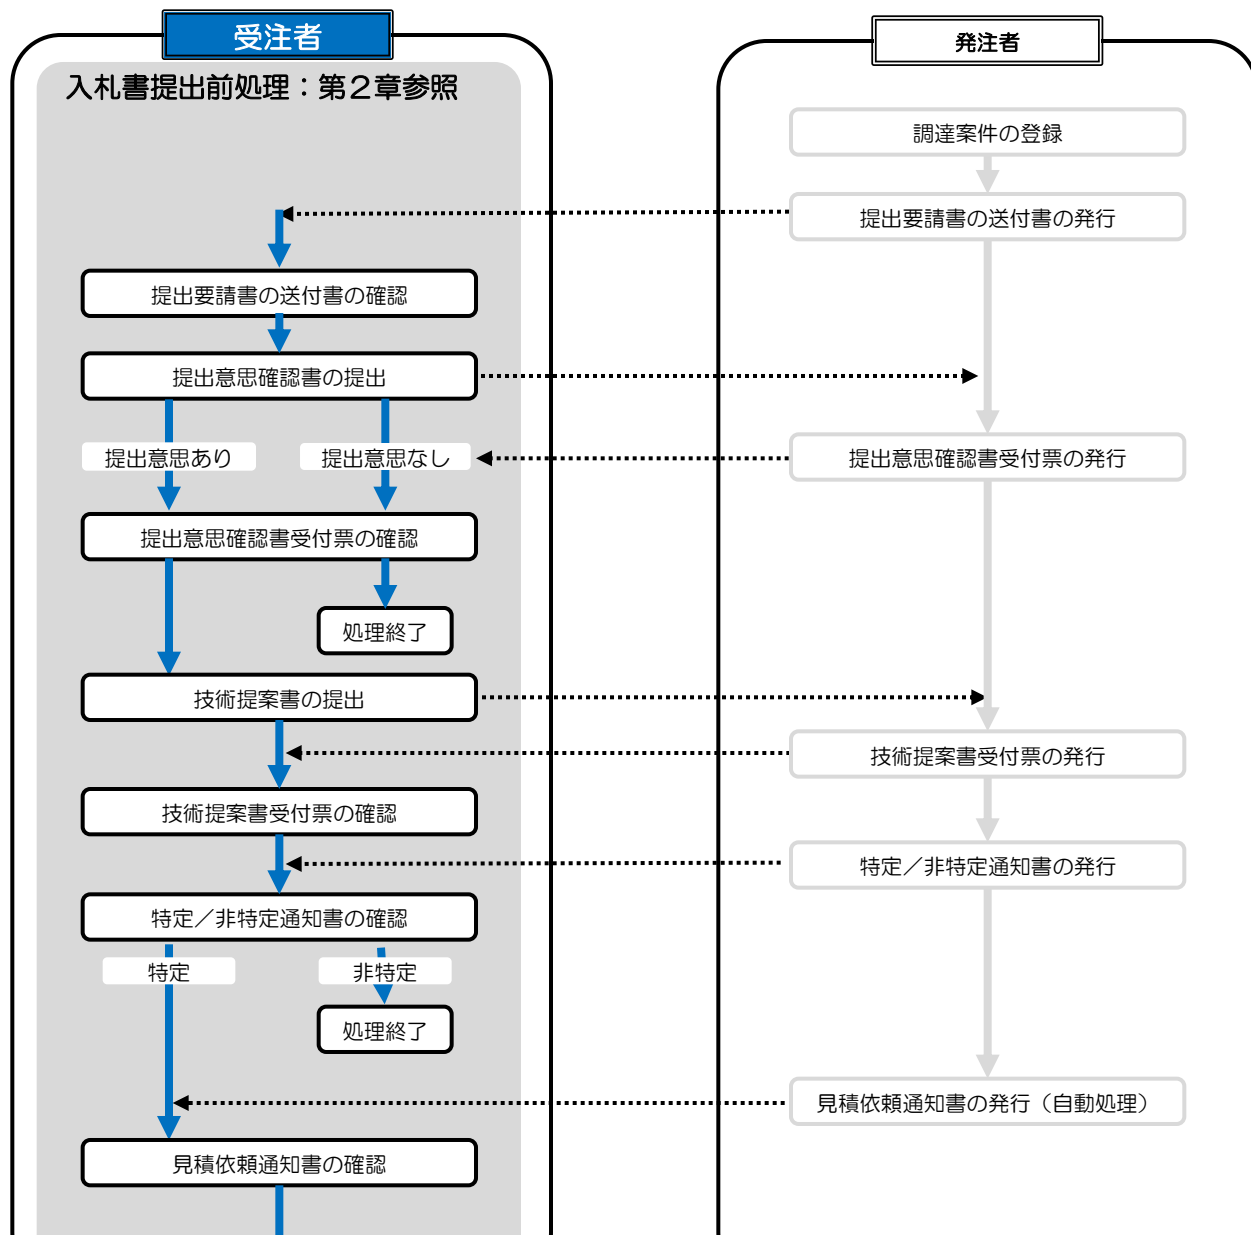 受注者
発注者
入札書提出前処理：第２章参照
調達案件の登録
提出要請書の送付書の発行
提出要請書の送付書の確認
提出意思確認書の提出
提出意思あり
提出意思なし
提出意思確認書受付票の発行
提出意思確認書受付票の確認
処理終了
技術提案書の提出
技術提案書受付票の発行
技術提案書受付票の確認
特定／非特定通知書の発行
特定／非特定通知書の確認
特定
非特定
処理終了
見積依頼通知書の発行（自動処理）
見積依頼通知書の確認